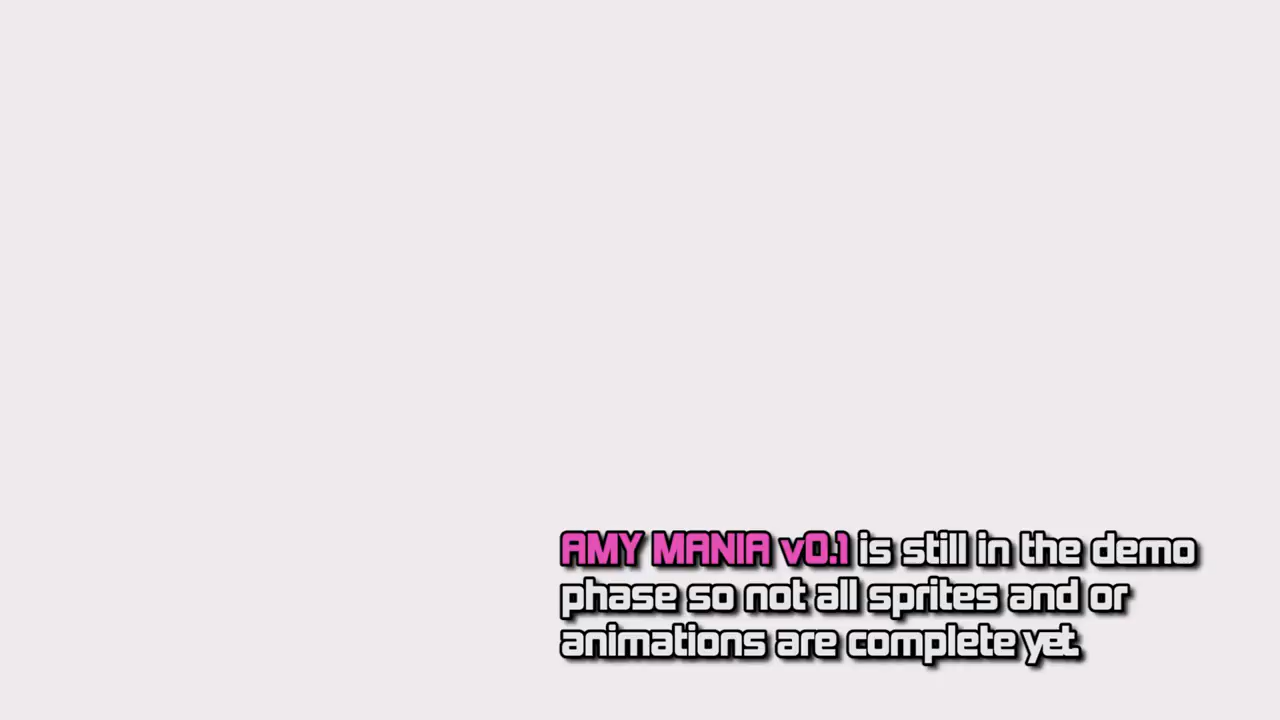 AMY MANIA v0.1 is still in the demo
phase so not all sprites and or
animations are complete yet.